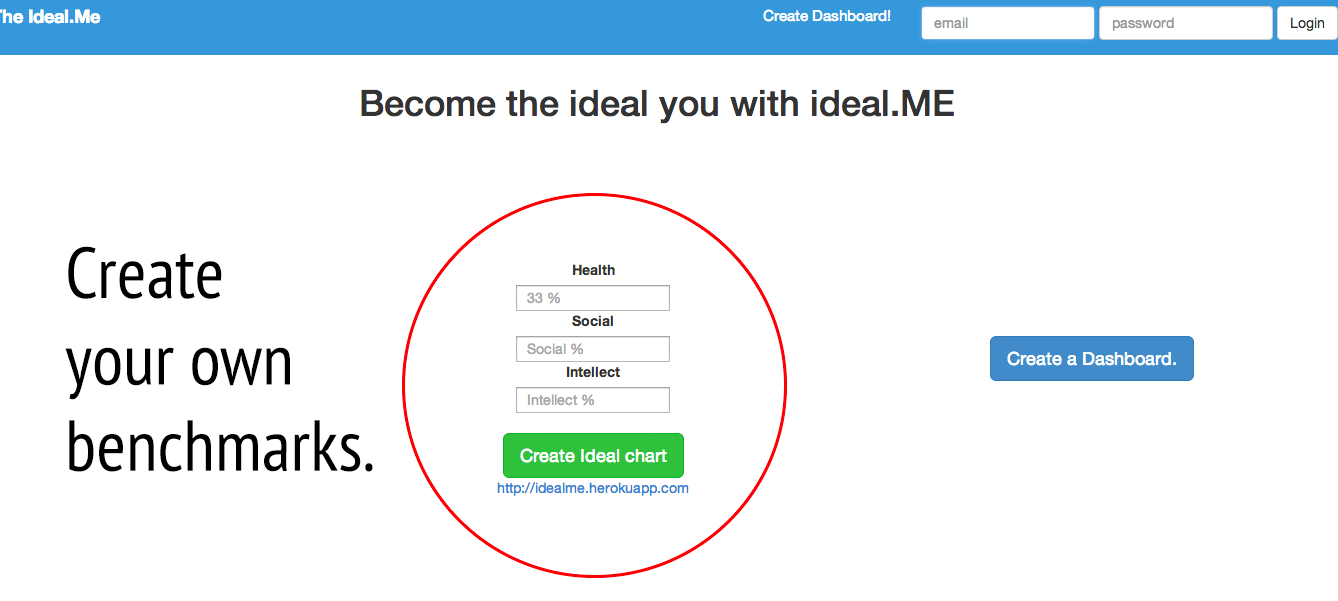 The Ideal.Me
Create Dashboard!
email
password
Login
Become the ideal you with ideal.ME
Create
your own
benchmarks.
Health
33 %
Social
Social %
Intellect
Intellect %
Create Ideal chart
http://idealme.herokuapp.com
Create a Dashboard.